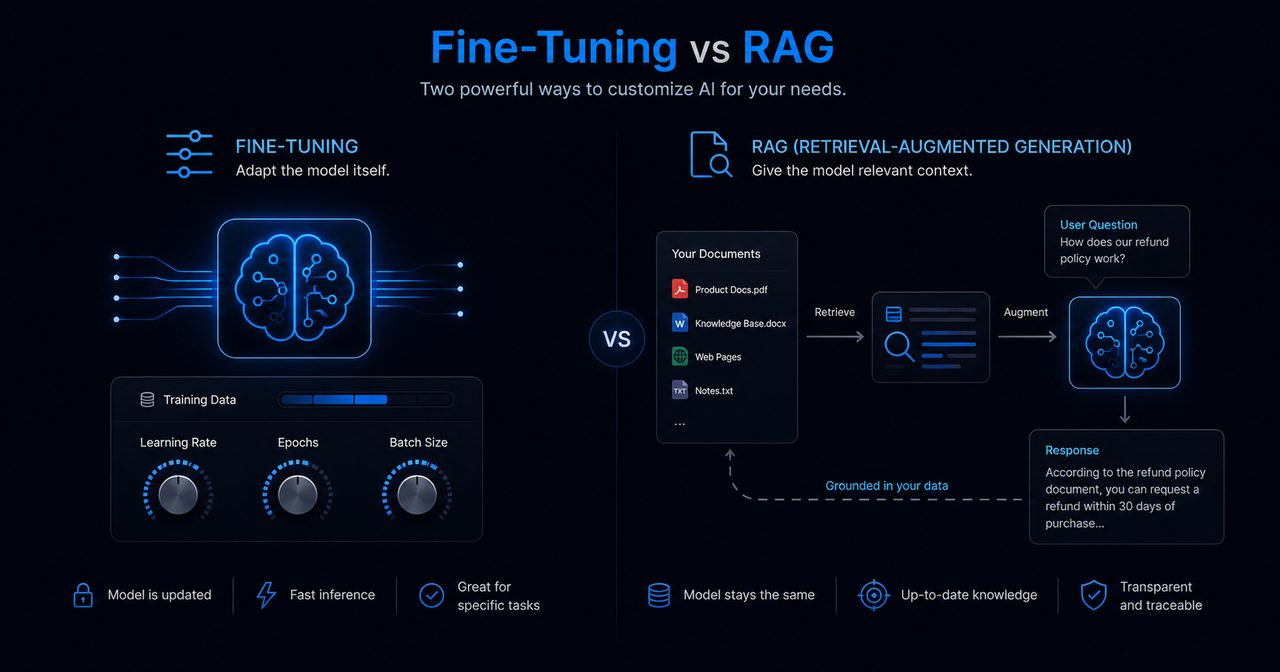 Fine-Tuning vs RAG
Two powerful ways to customize AI for your needs.
FINE-TUNING
Adapt the model itself.
Training Data
Learning Rate
Epochs
Batch Size
Model is updated
Fast inference
Great for
specific tasks
VS
RAG (RETRIEVAL-AUGMENTED GENERATION)
Give the model relevant context.
Your Documents
Product Docs.pdf
W
Knowledge Base.docx
Web Pages
TXT
Notes.txt
...
Retrieve
Augment
User Question
How does our refund
policy work?
Response
According to the refund policy
document, you can request a
refund within 30 days of
purchase...
Grounded in your data
Model stays the same
Up-to-date knowledge
Transparent
and traceable